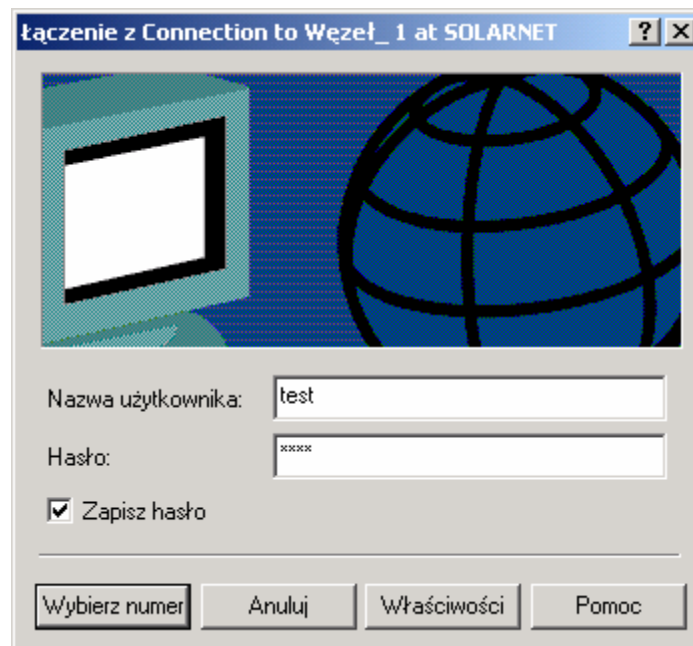 Łączenie z Connection to Węzeł_ 1 at SOLARNET
Nazwa użytkownika: test
Hasło: ****
Zapisz hasło
Wybierz numer Anuluj Właściwości Pomoc